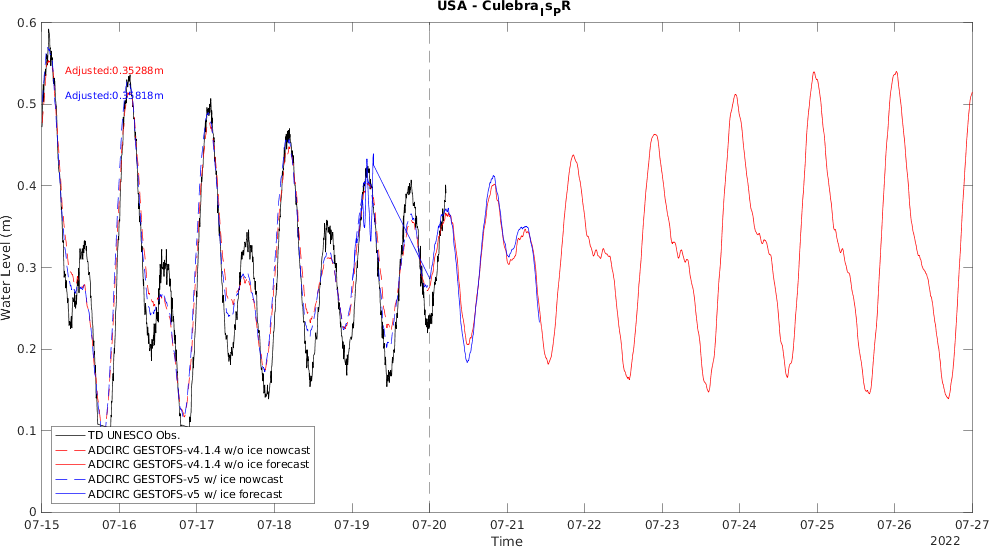 USA - CulebraIsPR
0.6
Adjusted:0.35288m
Adjusted:0.35818m
0.5
0.4
0.3
0.2
0.1
0
Water Level (m)
TD UNESCO Obs.
ADCIRC GESTOFS-v4.1.4 w/o ice nowcast
ADCIRC GESTOFS-v4.1.4 w/o ice forecast
ADCIRC GESTOFS-v5 w/ ice nowcast
ADCIRC GESTOFS-v5 w/ ice forecast
07-15 07-16 07-17 07-18 07-19 07-20 07-21 07-22 07-23 07-24 07-25 07-26 07-27
Time
2022